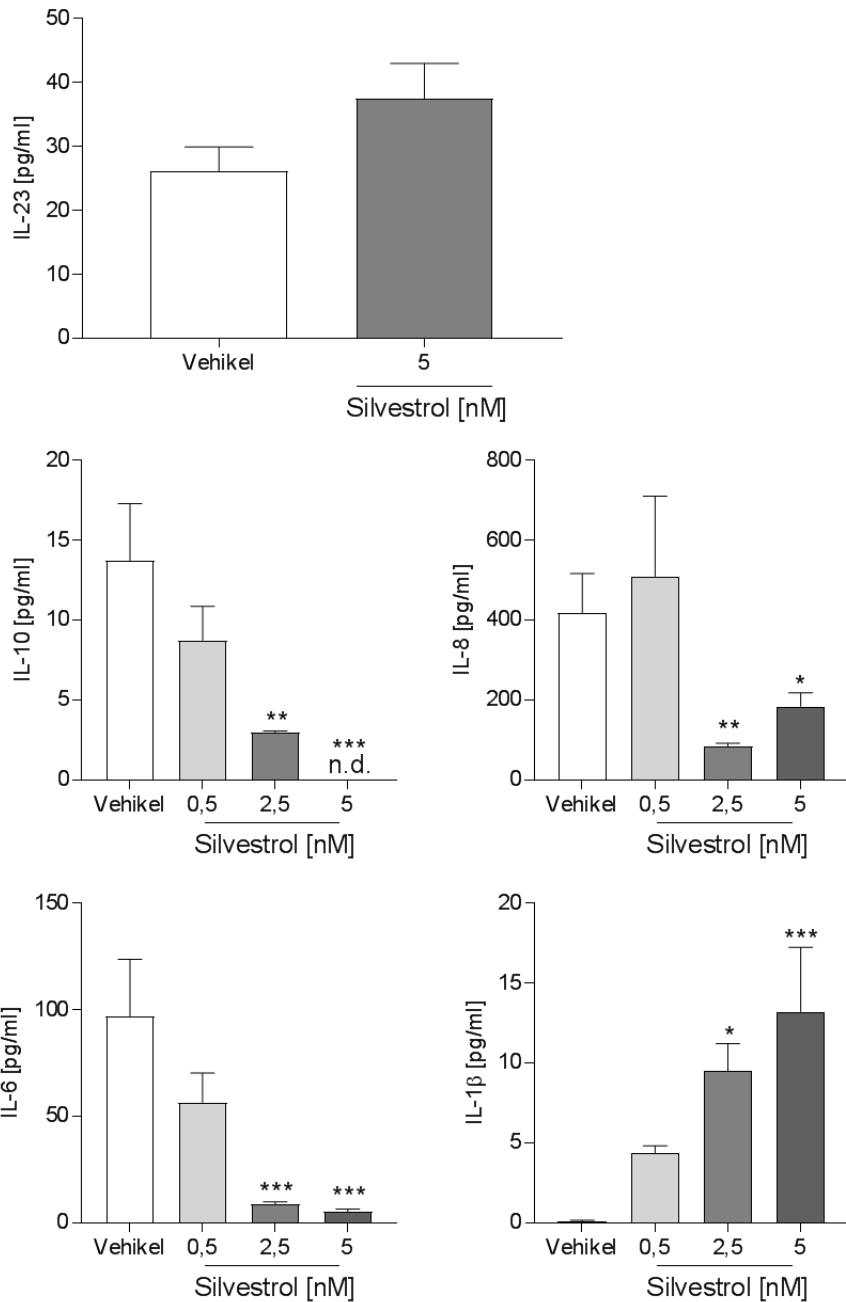 IL-23 [pg/ml]
50
40
30
20
10
0
Vehikel 5
Silvestrol [nM]
IL-10 [pg/ml]
20
15
10
5
0
**
***
n.d.
Vehikel 0,5 2,5 5
Silvestrol [nM]
IL-8 [pg/ml]
800
600
400
200
0
**
*
Vehikel 0,5 2,5 5
Silvestrol [nM]
IL-6 [pg/ml]
150
100
50
0
*** ***
Vehikel 0,5 2,5 5
Silvestrol [nM]
IL-1β [pg/ml]
20
15
10
5
0
*
***
Vehikel 0,5 2,5 5
Silvestrol [nM]